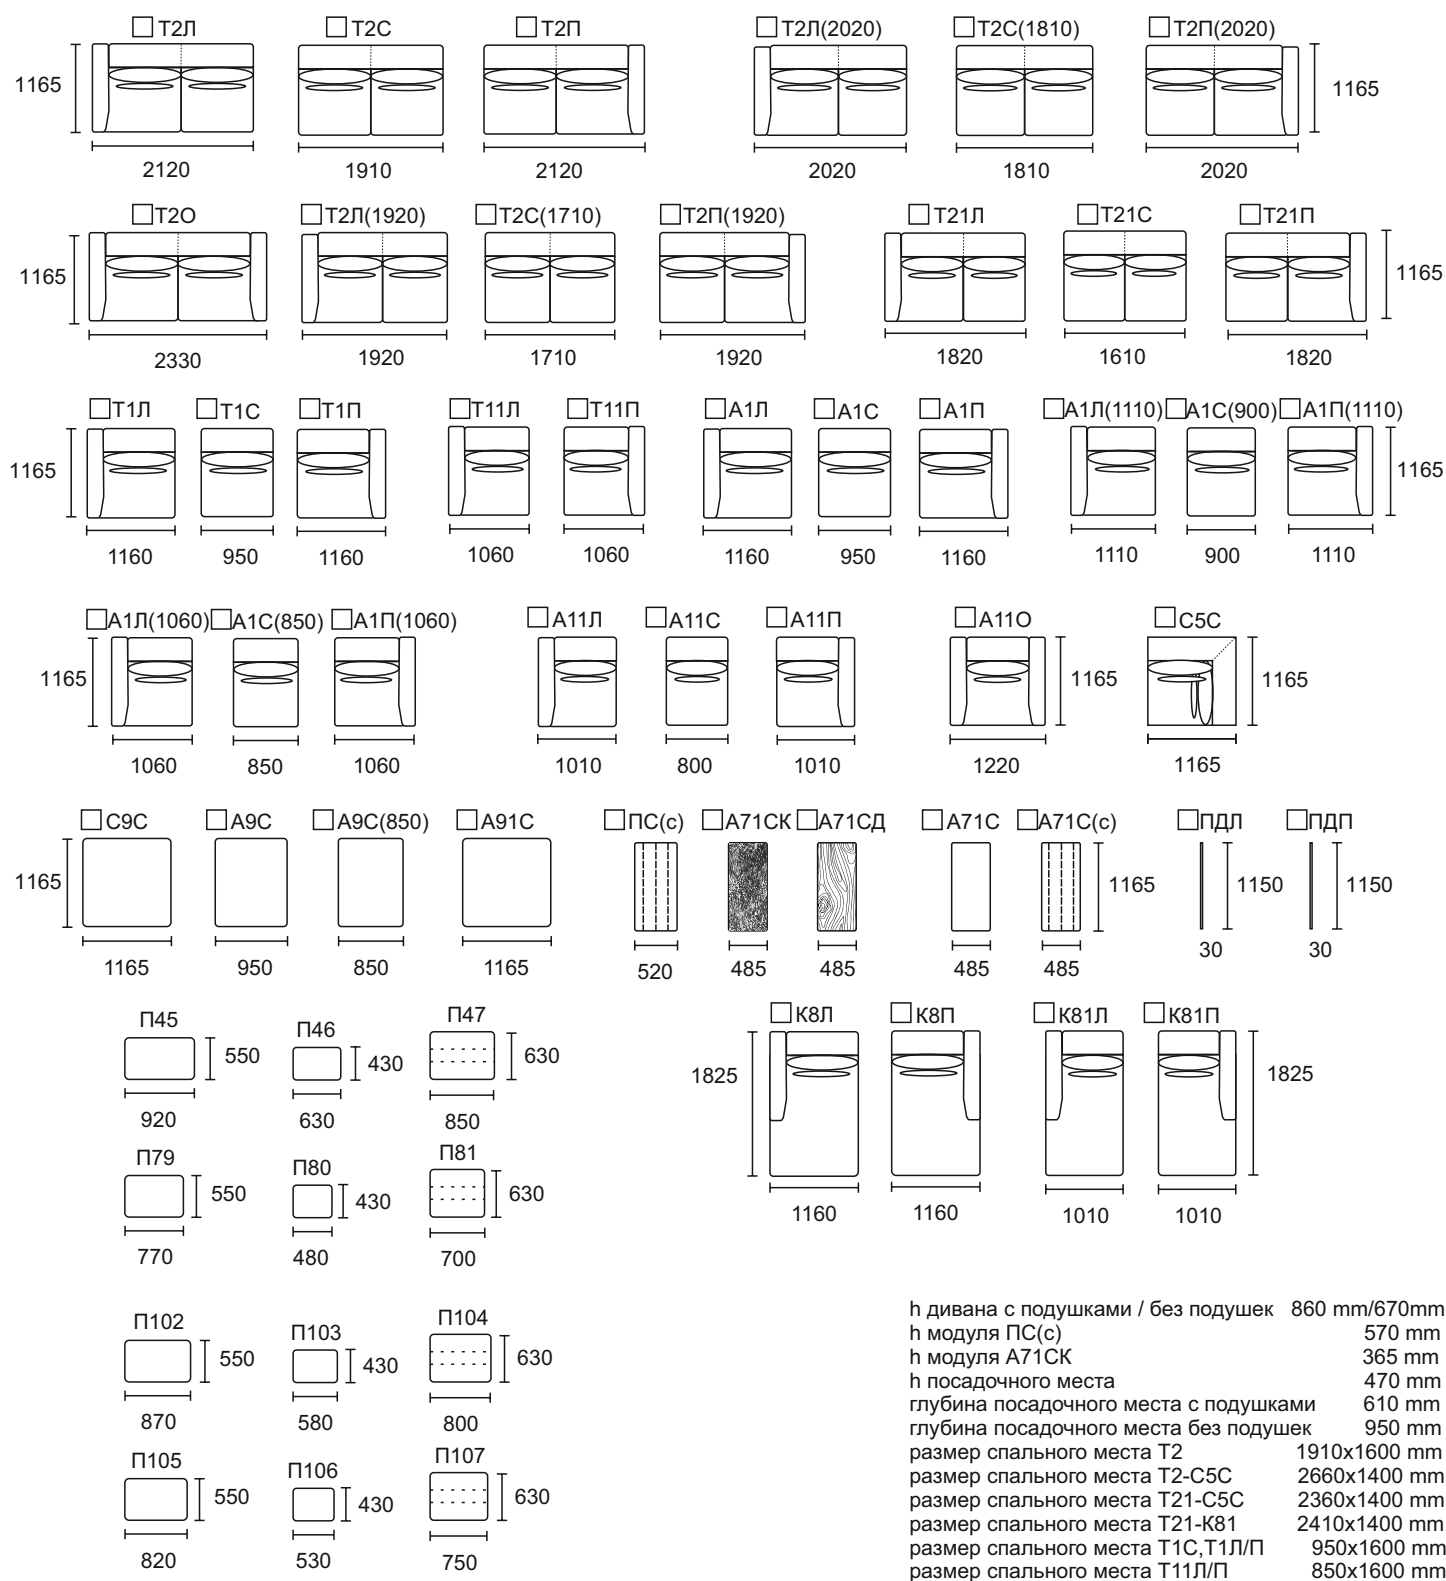 Т2Л Т2С Т2П Т2Л(2020) Т2С(1810) Т2П(2020)
1165 1165
2120 1910 2120 2020 1810 2020
Т2О Т2Л(1920) Т2С(1710) Т2П(1920) Т21Л Т21С Т21П
1165 1165
2330 1920 1710 1920 1820 1610 1820
Т1Л Т1С Т1П Т11Л Т11П А1Л А1С А1П А1Л(1110) А1С(900) А1П(1110)
1165 1165
1160 950 1160 1060 1060 1160 950 1160 1110 900 1110
А1Л(1060) А1С(850) А1П(1060) А11Л А11С А11П А11О С5С
1165 1165 1165
1060 850 1060 1010 800 1010 1220 1165
С9С А9С А9С(850) А91С ПС(с) А71СК А71СД А71С А71С(с) ПДЛ ПДП
1165 1165 1150 1150
1165 950 850 1165 520 485 485 485 485 30 30
П45 П46 П47
550 430 630
920 630 850
К8Л К8П К81Л К81П
1825 1825
1160 1160 1010 1010
П79 П80 П81
550 430 630
770 480 700
П102 П103 П104
550 430 630
870 580 800
П105 П106 П107
550 430 630
820 530 750
h дивана с подушками / без подушек 860 mm/670mm
h модуля ПС(с) 570 mm
h модуля А71СК 365 mm
h посадочного места 470 mm
глубина посадочного места с подушками 610 mm
глубина посадочного места без подушек 950 mm
размер спального места Т2 1910х1600 mm
размер спального места Т2-С5С 2660х1400 mm
размер спального места Т21-С5С 2360х1400 mm
размер спального места Т21-К81 2410х1400 mm
размер спального места Т1С,Т1Л/П 950х1600 mm
размер спального места Т11Л/П 850х1600 mm